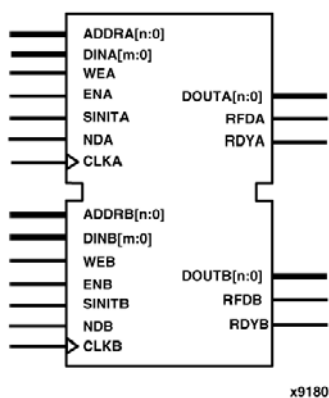 ADDRA[n:0]
DINA[m:0]
WEA
ENA
SINITA
NDA
CLKA
DOUTA[n:0]
RFDA
RDYA
ADDRB[n:0]
DINB[m:0]
WEB
ENB
SINITB
NDB
CLKB
DOUTB[n:0]
RFDB
RDYB
x9180